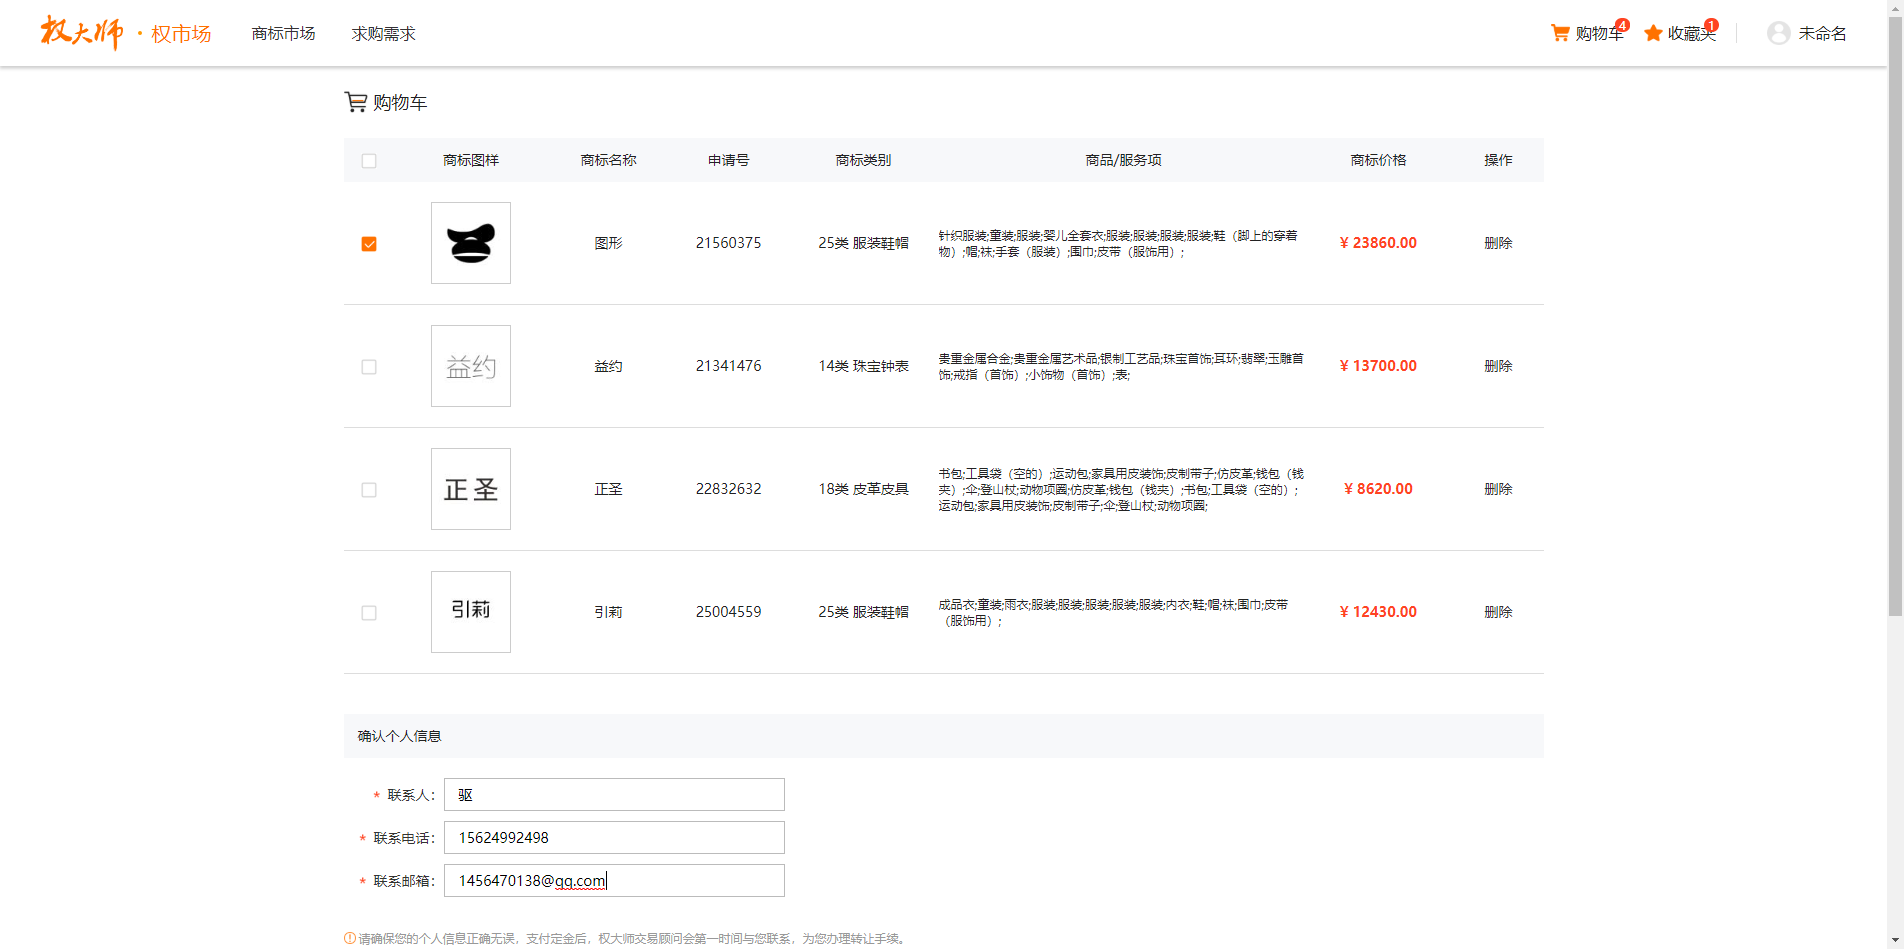 权大师 · 权市场 商标市场 求购需求 购物车 4 收藏夹 1 未命名
购物车
商标图样 商标名称 申请号 商标类别 商品/服务项 商标价格 操作
图形 21560375 25类 服装鞋帽 针织服装;童装;服装;婴儿全套衣;服装;服装;服装;服装;鞋（脚上的穿着
物）;帽;袜;手套（服装）;围巾;皮带（服饰用）;
¥ 23860.00 删除
益约 益约 21341476 14类 珠宝钟表 贵重金属合金;贵重金属艺术品;银制工艺品;珠宝首饰;耳环;翡翠;玉雕首
饰;戒指（首饰）;小饰物（首饰）;表;
¥ 13700.00 删除
正圣 正圣 22832632 18类 皮革皮具 书包;工具袋（空的）;运动包;家具用皮装饰;皮制带子;仿皮革;钱包（钱
夹）;伞;登山杖;动物项圈;仿皮革;钱包（钱夹）;书包;工具袋（空的）;
运动包;家具用皮装饰;皮制带子;伞;登山杖;动物项圈;
¥ 8620.00 删除
引莉 引莉 25004559 25类 服装鞋帽 成品衣;童装;雨衣;服装;服装;服装;服装;服装;内衣;鞋;帽;袜;围巾;皮带
（服饰用）;
¥ 12430.00 删除
确认个人信息
* 联系人： 驱
* 联系电话： 15624992498
* 联系邮箱： 1456470138@qq.com
请确保您的个人信息正确无误，支付定金后，权大师交易顾问会第一时间与您联系，为您办理转让手续。